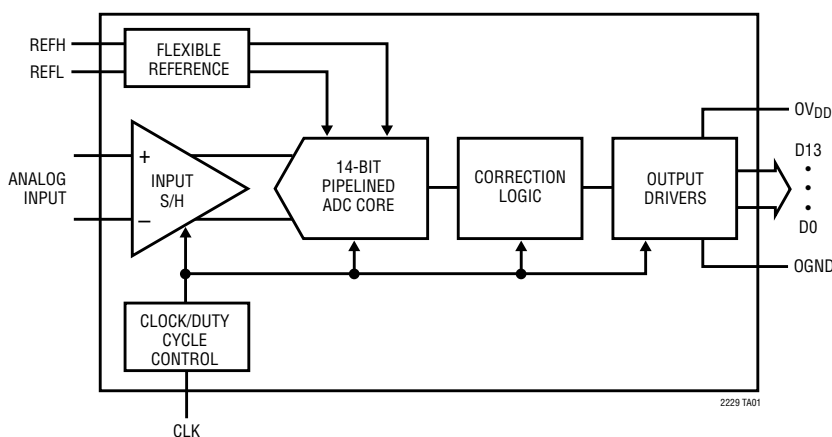 REFH
REFL
FLEXIBLE
REFERENCE
OVDD
ANALOG
INPUT
+
−
INPUT
S/H
14-BIT
PIPELINED
ADC CORE
CORRECTION
LOGIC
OUTPUT
DRIVERS
D13
•
•
•
D0
OGND
CLOCK/DUTY
CYCLE
CONTROL
CLK
2229 TA01